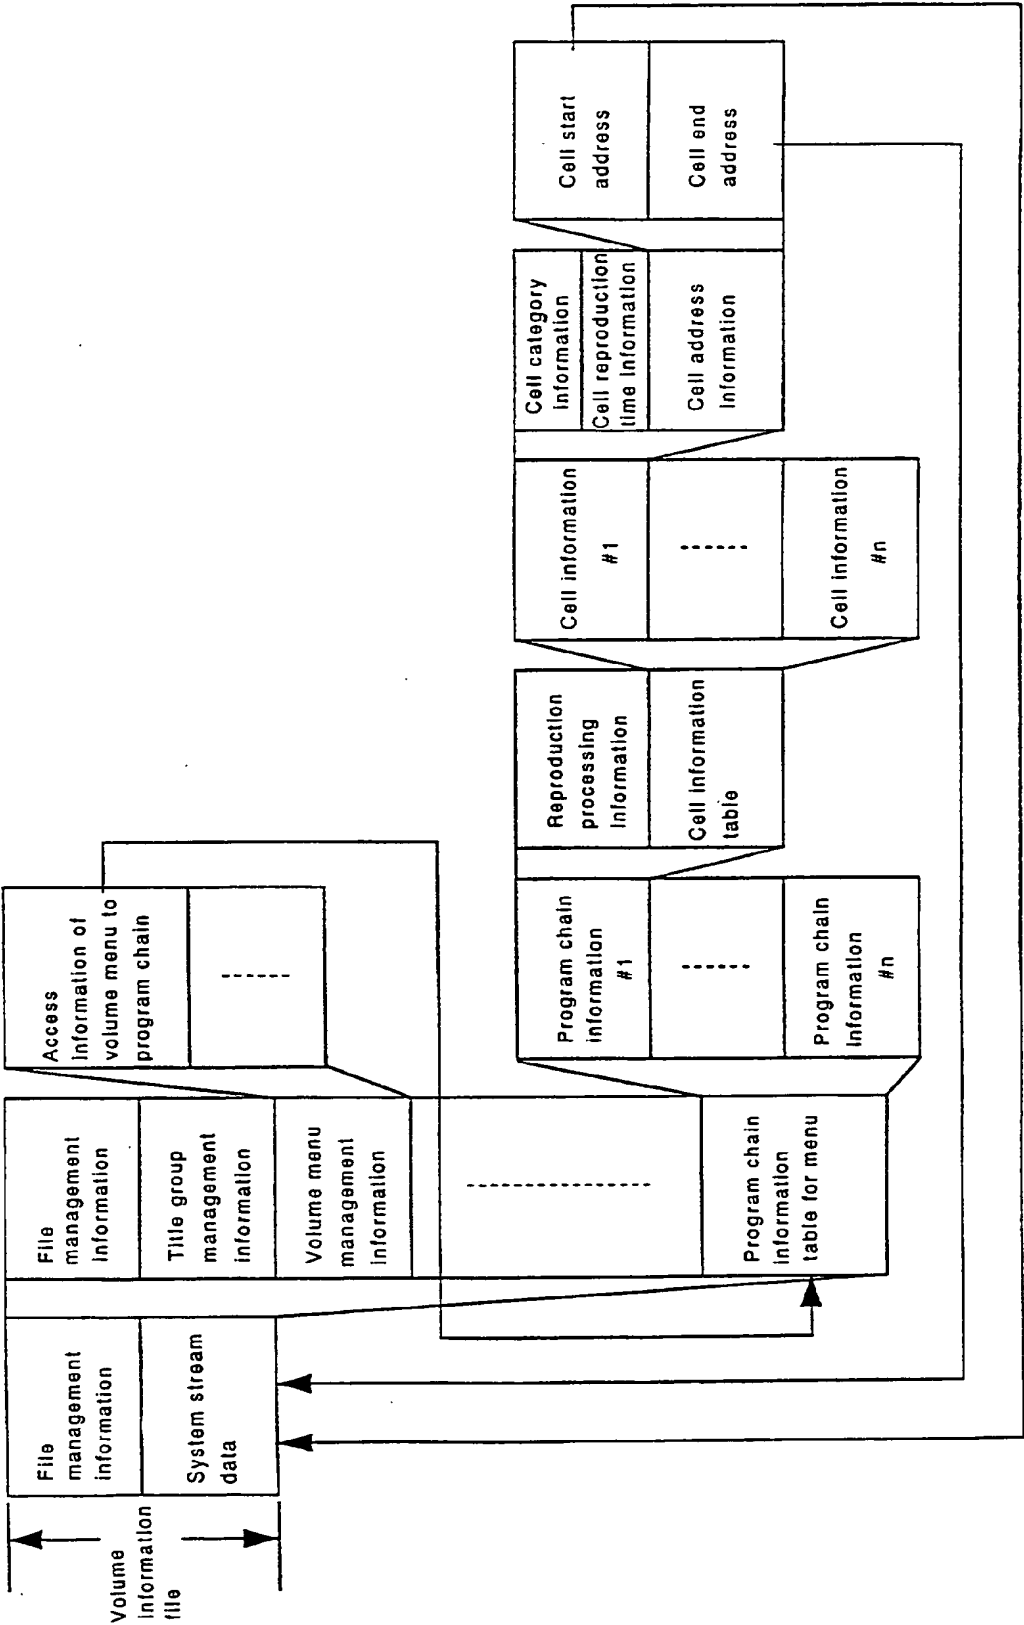 Volume
information
file
File
management
information
System stream
data
File
management
Information
Title group
management
information
Volume menu
management
information
Program chain
information
table for menu
Access
Information of
volume menu to
program chain
Program chain
information
#1
Program chain
Information
#n
Reproduction
processing
Information
Cell information
table
Cell information
#1
Cell information
#n
Cell category
information
Cell reproduction
time Information
Cell address
Information
Cell start
address
Cell end
address